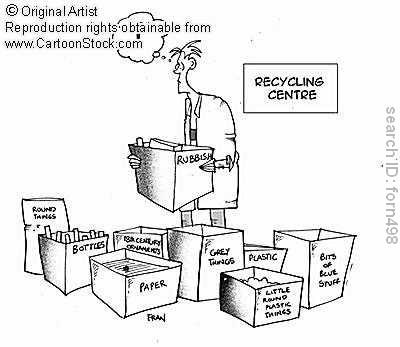 © Original Artist
Reproduction rights obtainable from
www.CartoonStock.com
!
RECYCLING
CENTRE
RUBBISH
ROUND
THINGS
BOTTLES
18th CENTURY
ORNAMENTS
GREY
THINGS
PLASTIC
BITS
OF
BLUE
STUFF
PAPER
LITTLE
ROUND
PLASTIC
THINGS
FRAN
search ID: forn498